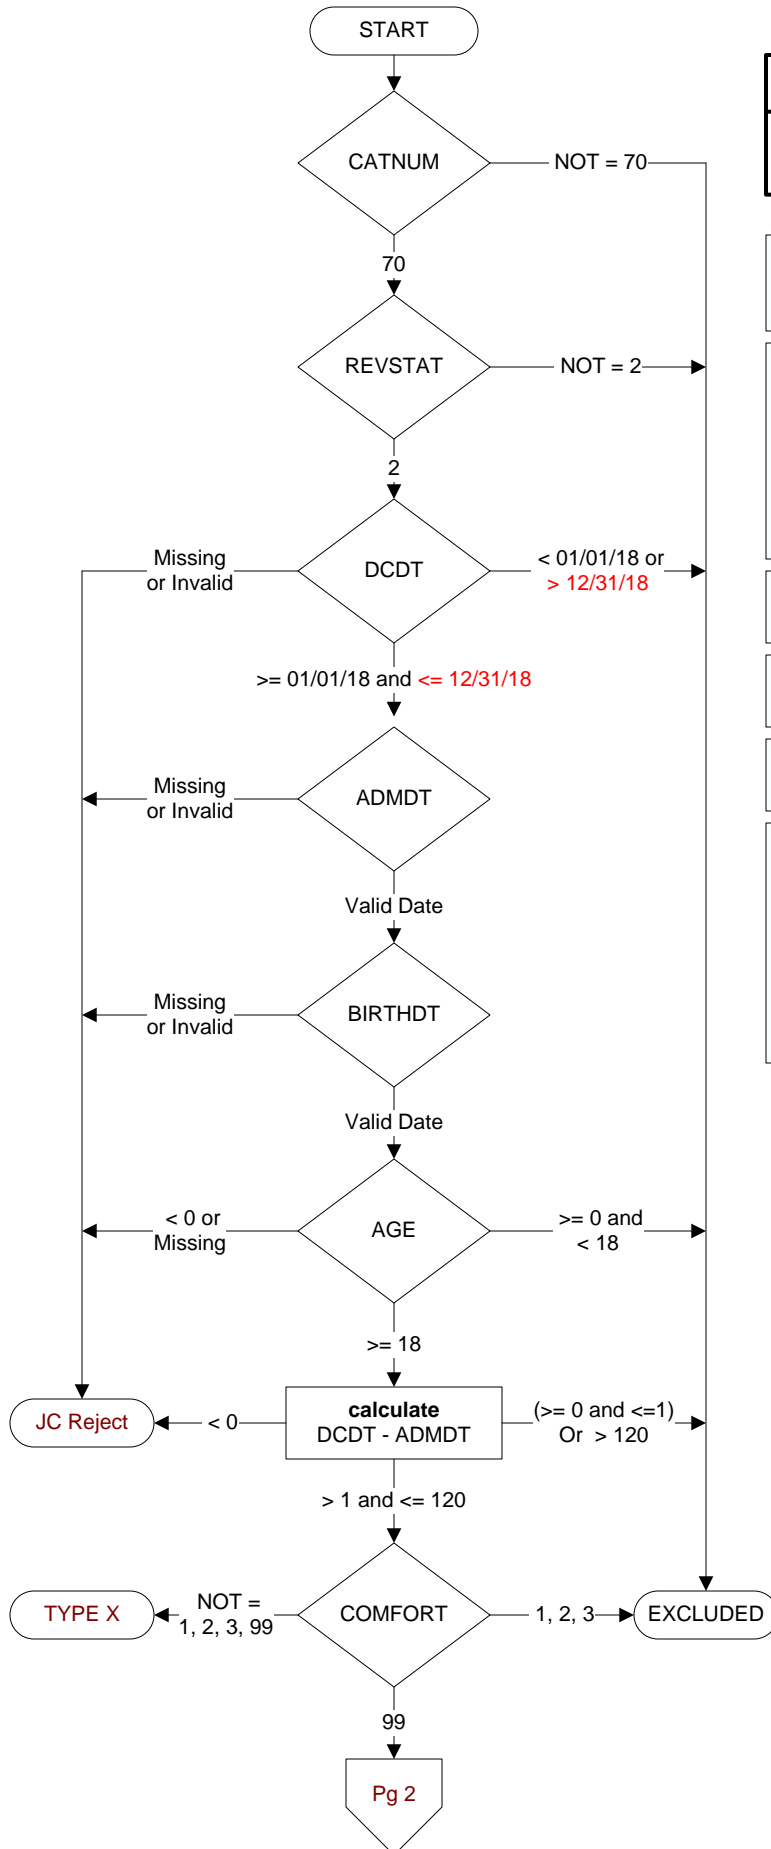 START
CATNUM
NOT = 70
70
REVSTAT
NOT = 2
2
Missing
or Invalid
DCDT
< 01/01/18 or
> 12/31/18
>= 01/01/18 and <= 12/31/18
Missing
or Invalid
ADMDT
Valid Date
Missing
or Invalid
BIRTHDT
Valid Date
< 0 or
Missing
AGE
>= 0 and
< 18
>= 18
JC Reject
< 0
calculate
DCDT - ADMDT
(>= 0 and <=1)
Or > 120
> 1 and <= 120
TYPE X
NOT =
1, 2, 3, 99
COMFORT
1, 2, 3
EXCLUDED
99
Pg 2